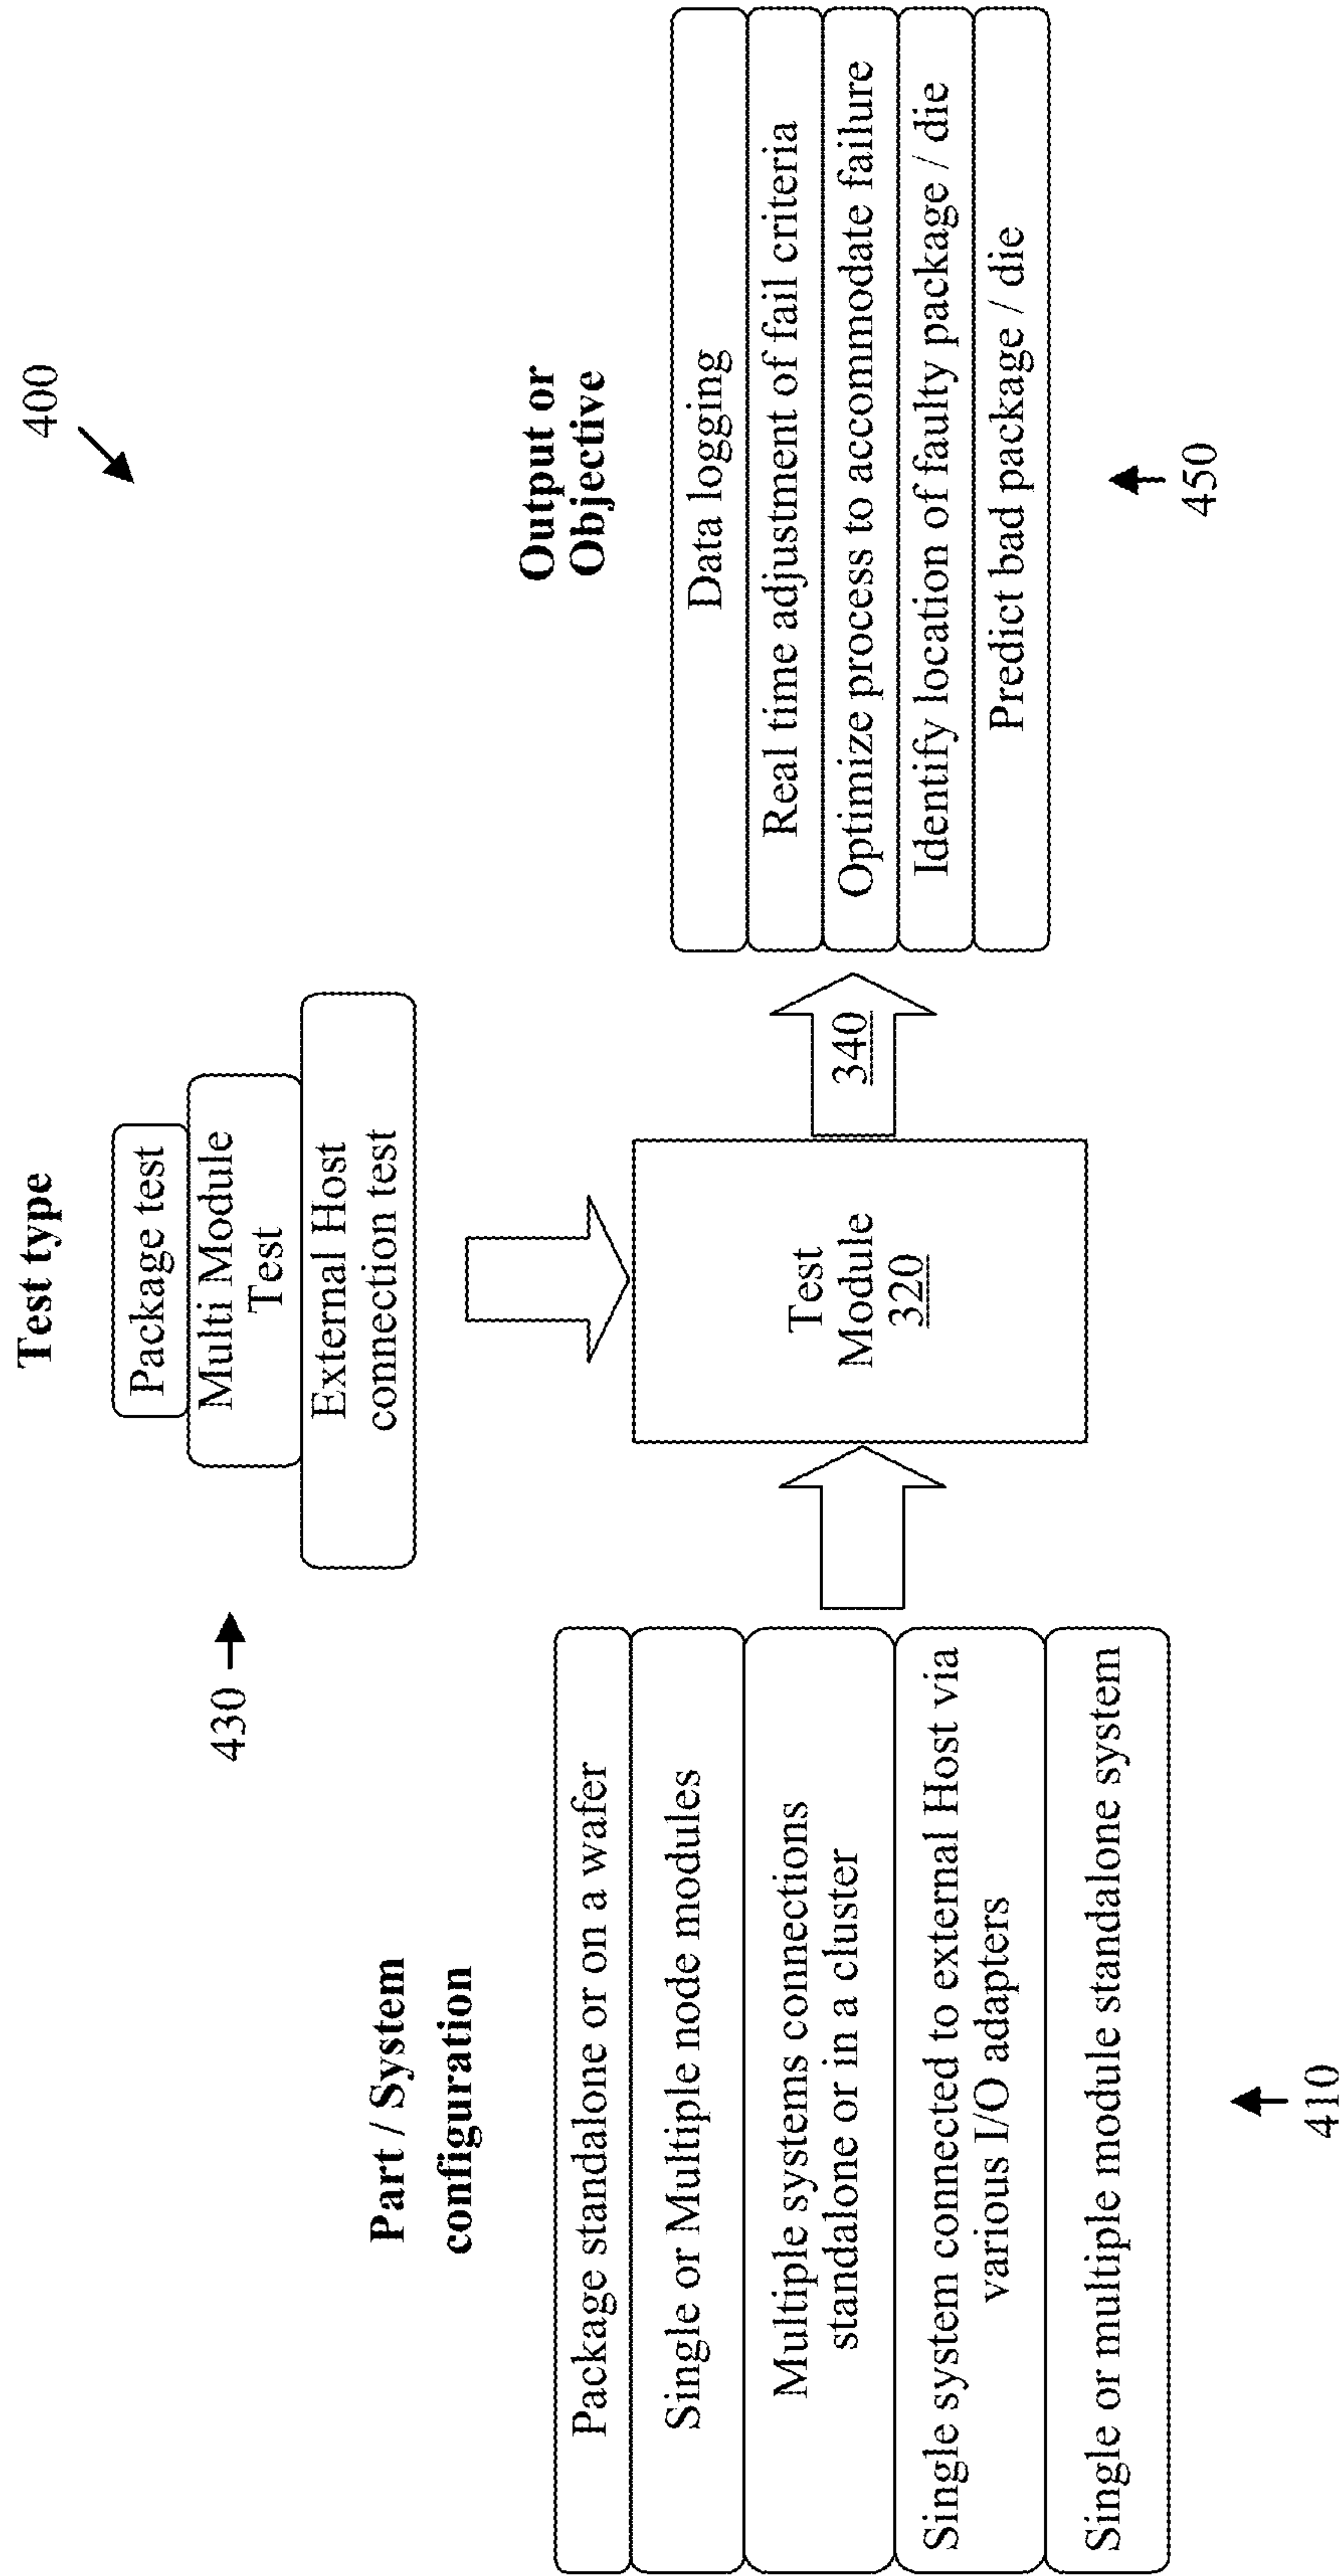 400
Test type
430
Package test
Multi Module
Test
External Host
connection test
Part / System
configuration
Package standalone or on a wafer
Single or Multiple node modules
Multiple systems connections
standalone or in a cluster
Single system connected to external Host via
various I/O adapters
Single or multiple module standalone system
410
Test
Module
320
340
Output or
Objective
Data logging
Real time adjustment of fail criteria
Optimize process to accommodate failure
Identify location of faulty package / die
Predict bad package / die
450